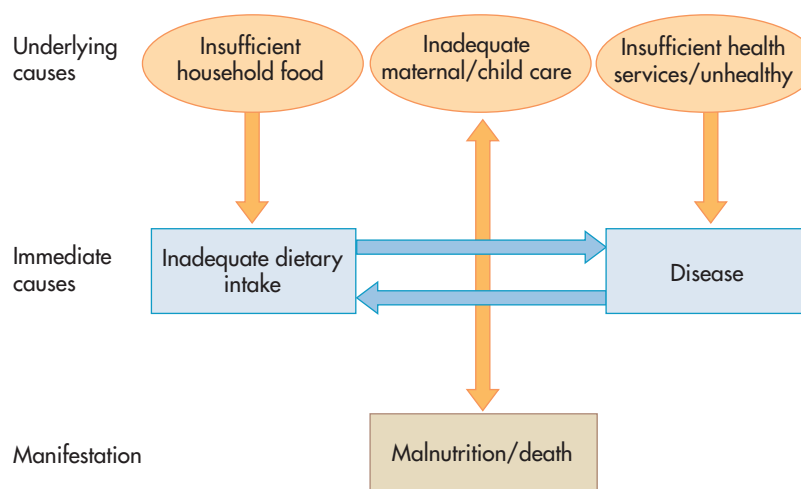 Underlying
causes
Insufficient
household food
Inadequate
maternal/child care
Insufficient health
services/unhealthy
Immediate
causes
Inadequate dietary
intake
Disease
Manifestation
Malnutrition/death